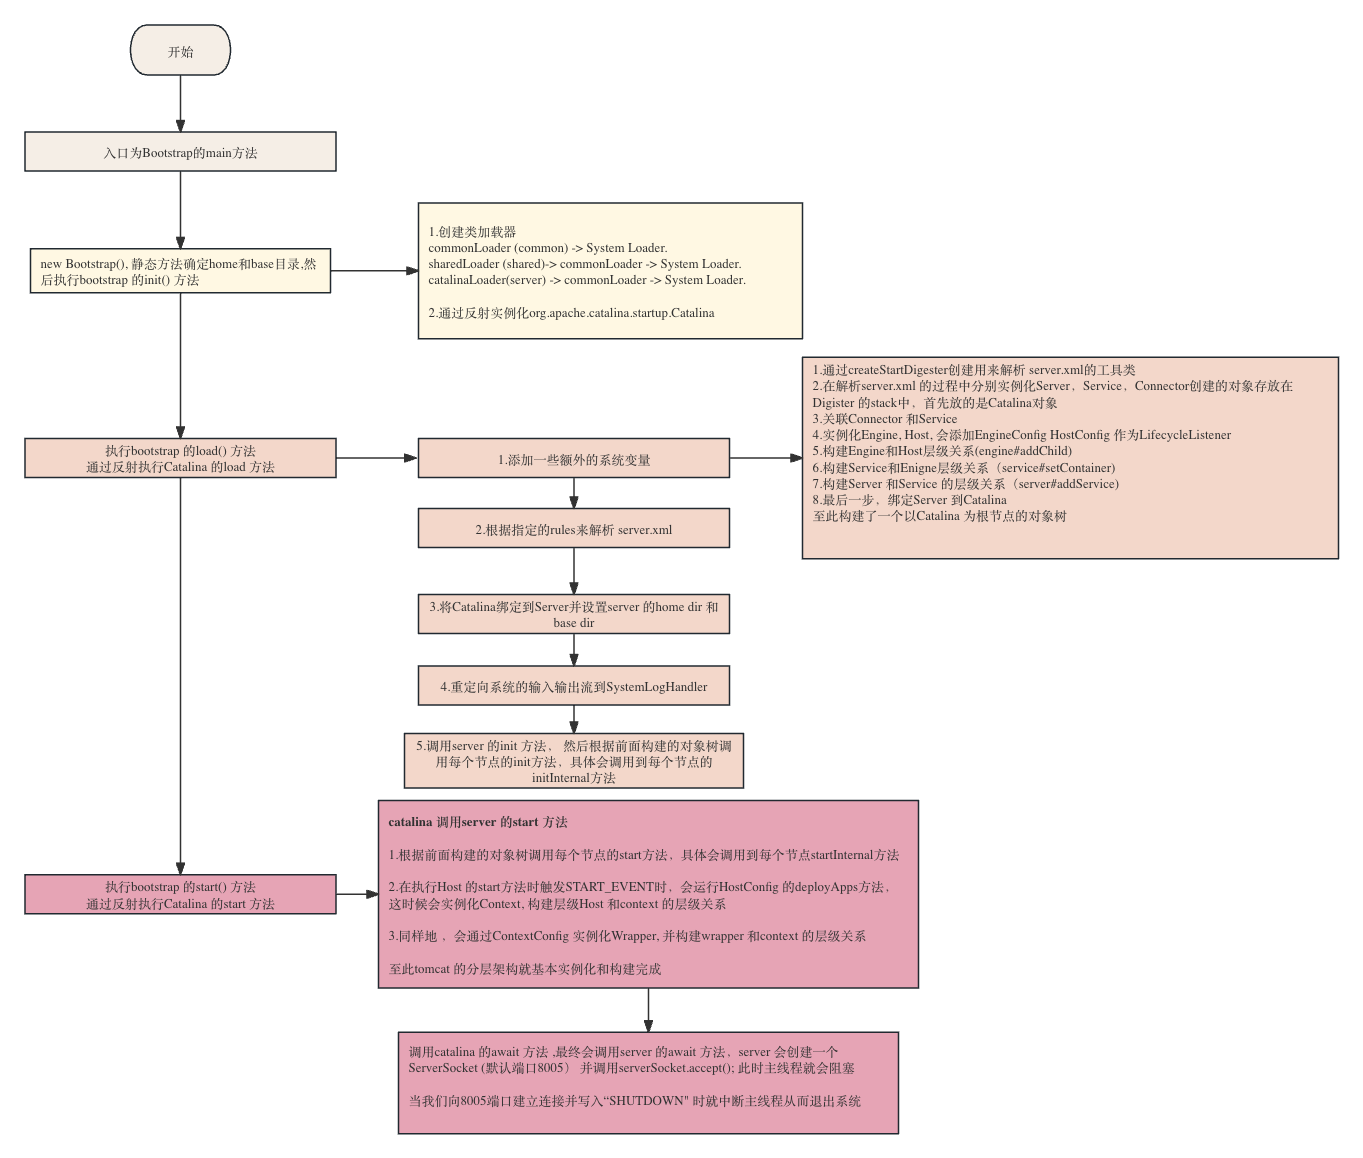 开始
入口为Bootstrap的main方法
new Bootstrap(), 静态方法确定home和base目录,然
后执行bootstrap 的init() 方法
1.创建类加载器
commonLoader (common) -> System Loader.
sharedLoader (shared)-> commonLoader -> System Loader.
catalinaLoader(server) -> commonLoader -> System Loader.
2.通过反射实例化org.apache.catalina.startup.Catalina
执行bootstrap 的load() 方法
通过反射执行Catalina 的load 方法
1.添加一些额外的系统变量
1.通过createStartDigester创建用来解析 server.xml的工具类
2.在解析server.xml 的过程中分别实例化Server，Service，Connector创建的对象存放在
Digister 的stack中，首先放的是Catalina对象
3.关联Connector 和Service
4.实例化Engine, Host, 会添加EngineConfig HostConfig 作为LifecycleListener
5.构建Engine和Host层级关系(engine#addChild)
6.构建Service和Enigne层级关系（service#setContainer)
7.构建Server 和Service 的层级关系（server#addService)
8.最后一步，绑定Server 到Catalina
至此构建了一个以Catalina 为根节点的对象树
2.根据指定的rules来解析 server.xml
3.将Catalina绑定到Server并设置server 的home dir 和
base dir
4.重定向系统的输入输出流到SystemLogHandler
5.调用server 的init 方法， 然后根据前面构建的对象树调
用每个节点的init方法，具体会调用到每个节点的
initInternal方法
执行bootstrap 的start() 方法
通过反射执行Catalina 的start 方法
catalina 调用server 的start 方法
1.根据前面构建的对象树调用每个节点的start方法，具体会调用到每个节点startInternal方法
2.在执行Host 的start方法时触发START_EVENT时，会运行HostConfig 的deployApps方法，
这时候会实例化Context, 构建层级Host 和context 的层级关系
3.同样地 ，会通过ContextConfig 实例化Wrapper, 并构建wrapper 和context 的层级关系
至此tomcat 的分层架构就基本实例化和构建完成
调用catalina 的await 方法 ,最终会调用server 的await 方法，server 会创建一个
ServerSocket (默认端口8005） 并调用serverSocket.accept(); 此时主线程就会阻塞
当我们向8005端口建立连接并写入“SHUTDOWN" 时就中断主线程从而退出系统